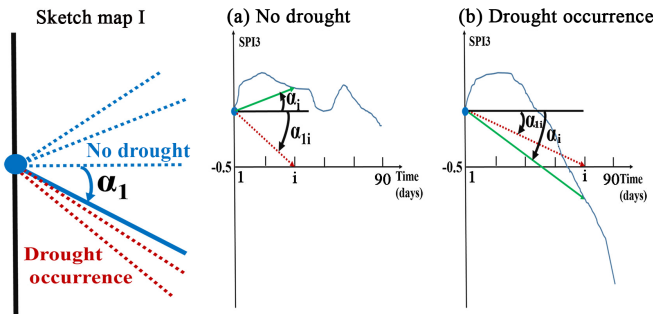 Sketch map I
No drought
α1
Drought
occurrence
(a) No drought
SPI3
αi
α1i
-0.5
1
i
90
Time
(days)
(b) Drought occurrence
SPI3
α1i
αi
-0.5
1
i
90
Time
(days)